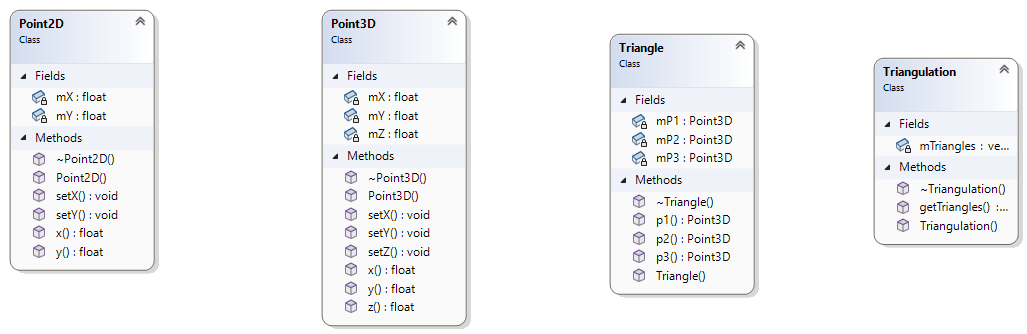 Point2D
Class
Fields
mX : float
mY : float
Methods
~Point2D()
Point2D()
setX() : void
setY() : void
x() : float
y() : float
Point3D
Class
Fields
mX : float
mY : float
mZ : float
Methods
~Point3D()
Point3D()
setX() : void
setY() : void
setZ() : void
x() : float
y() : float
z() : float
Triangle
Class
Fields
mP1 : Point3D
mP2 : Point3D
mP3 : Point3D
Methods
~Triangle()
p1() : Point3D
p2() : Point3D
p3() : Point3D
Triangle()
Triangulation
Class
Fields
mTriangles : ve...
Methods
~Triangulation()
getTriangles() :...
Triangulation()